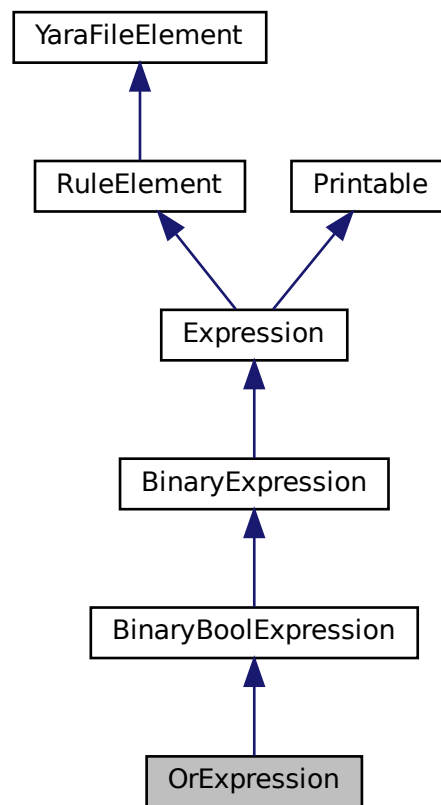 YaraFileElement
RuleElement
Printable
Expression
BinaryExpression
BinaryBoolExpression
OrExpression